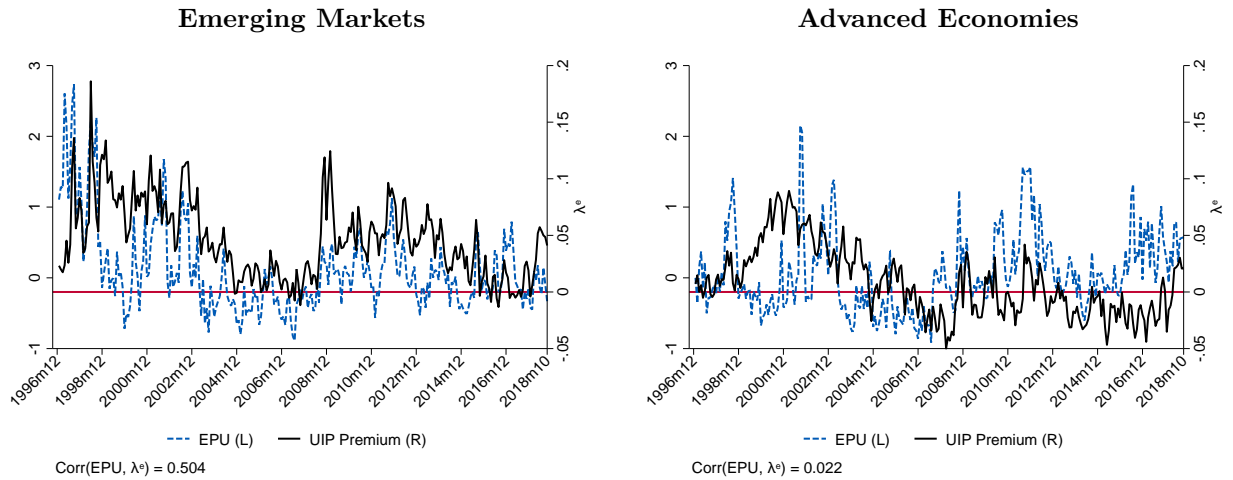 Emerging Markets
3
2
1
0
-1
.2
.15
.1
.05
0
-.05
λᵉ
1996m12
1998m12
2000m12
2002m12
2004m12
2006m12
2008m12
2010m12
2012m12
2014m12
2016m12
2018m10
EPU (L)
UIP Premium (R)
Corr(EPU, λᵉ) = 0.504
Advanced Economies
3
2
1
0
-1
.2
.15
.1
.05
0
-.05
λᵉ
1996m12
1998m12
2000m12
2002m12
2004m12
2006m12
2008m12
2010m12
2012m12
2014m12
2016m12
2018m10
EPU (L)
UIP Premium (R)
Corr(EPU, λᵉ) = 0.022